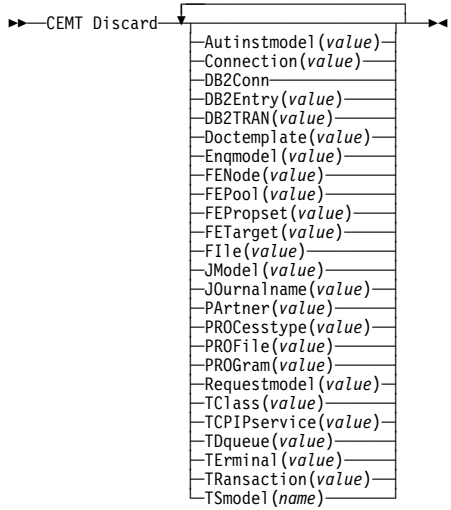 CEMT Discard
Autinstmodel(value)
Connection(value)
DB2Conn
DB2Entry(value)
DB2TRAN(value)
Doctemplate(value)
Enqmodel(value)
FENode(value)
FEPool(value)
FEPropset(value)
FETarget(value)
FIle(value)
JModel(value)
JOurnalname(value)
PArtner(value)
PROCesstype(value)
PROFile(value)
PROGram(value)
Requestmodel(value)
TClass(value)
TCPIPservice(value)
TDqueue(value)
TErminal(value)
TRansaction(value)
TSmodel(name)